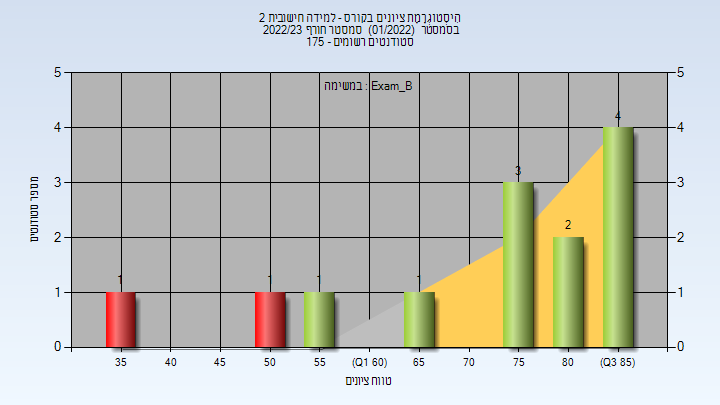 הִיסְטוֹגְרָמַת ציונים בקורס - למידה חישובית 2
בסמסטר (01/2022) סמסטר חורף 2022/23
סטודנטים רשומים - 175
במשימה : Exam_B
5 5
4 4 4
3 3 3
2 2 2
1 1 1 1 1 1
0 0
מספר סטודנטים
35 40 45 50 55 (Q1 60) 65 70 75 80 (Q3 85)
טווח ציונים